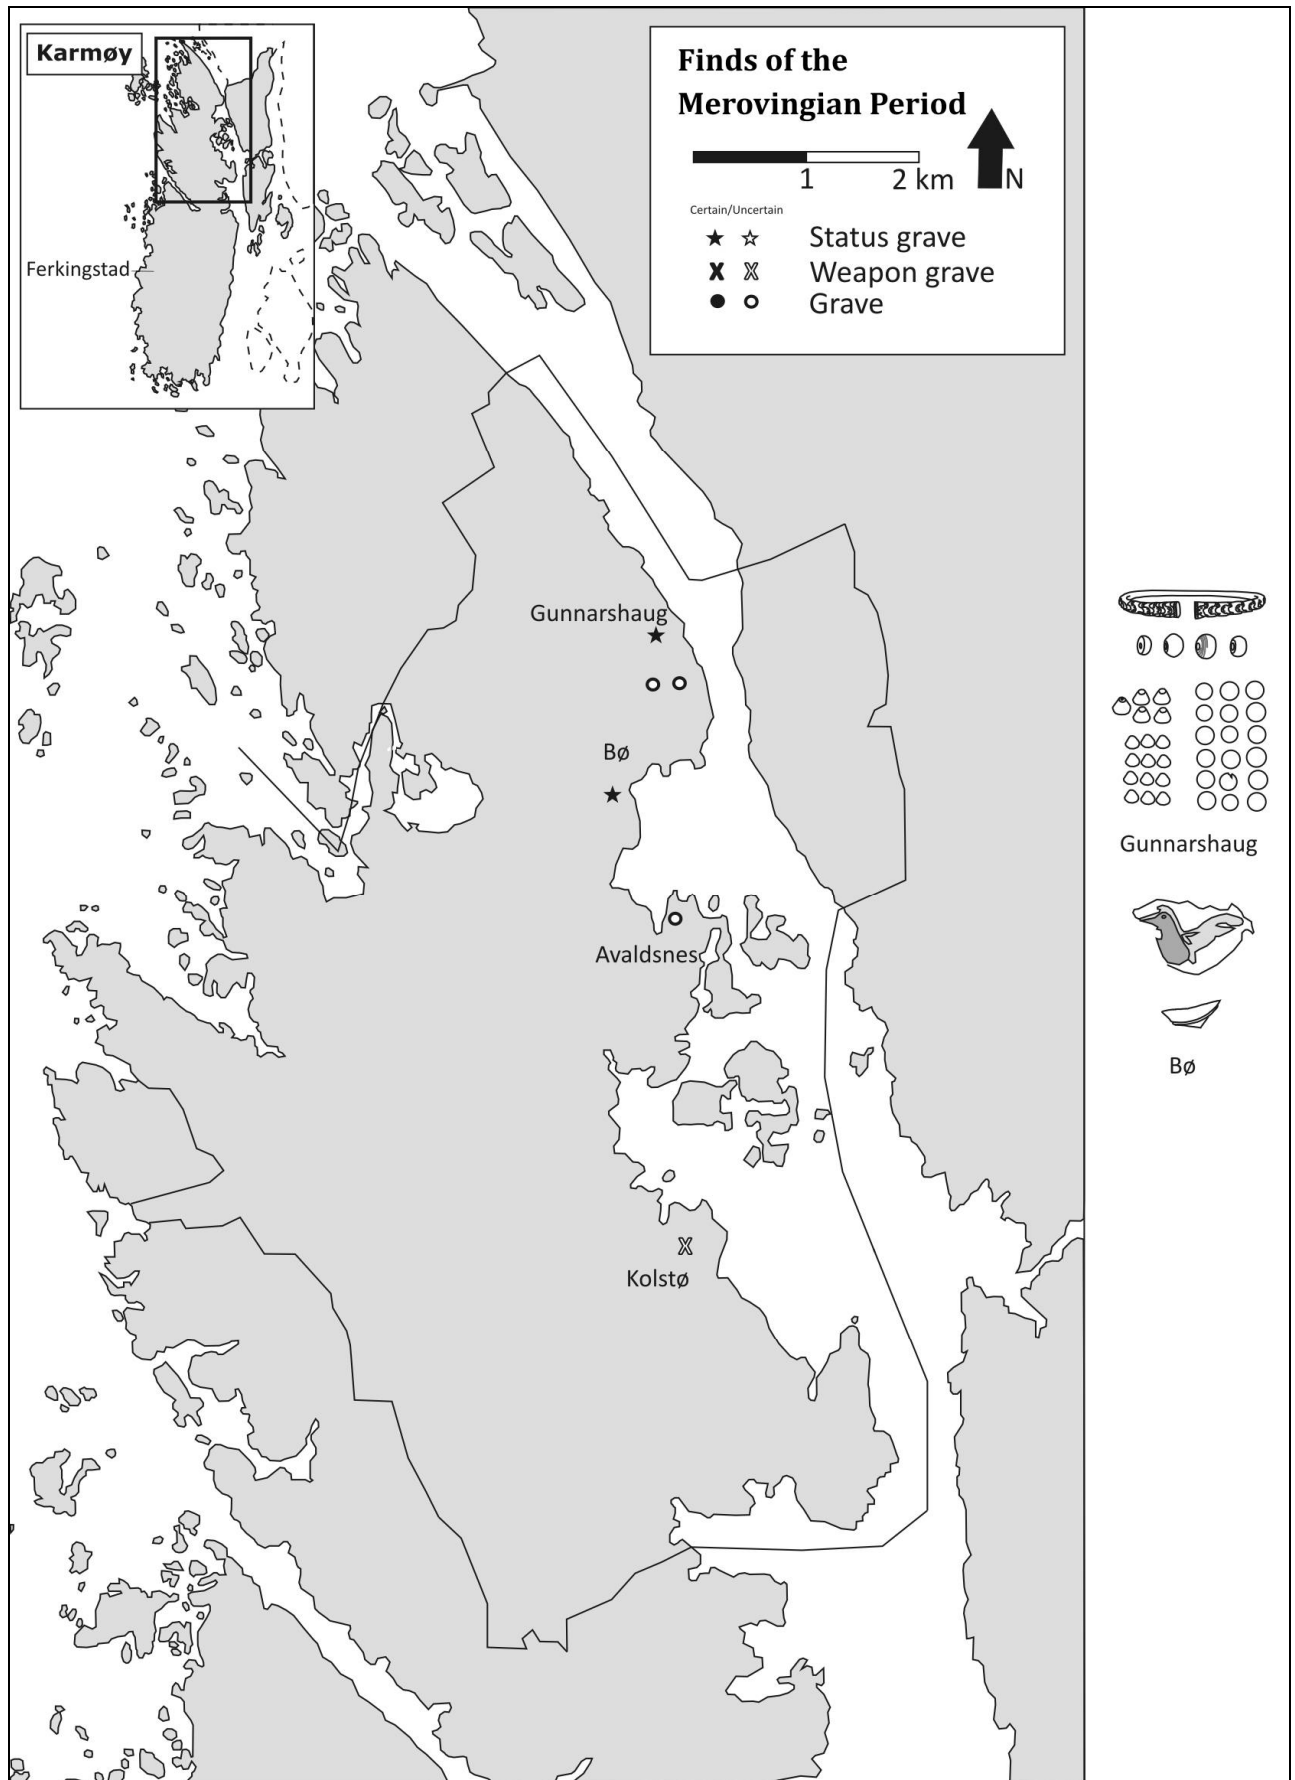 Karmøy
Ferkingstad
Finds of the
Merovingian Period
1 2 km N
Certain/Uncertain
Status grave
Weapon grave
Grave
Gunnarshaug
Bø
Avaldsnes
Kolstø
Gunnarshaug
Bø